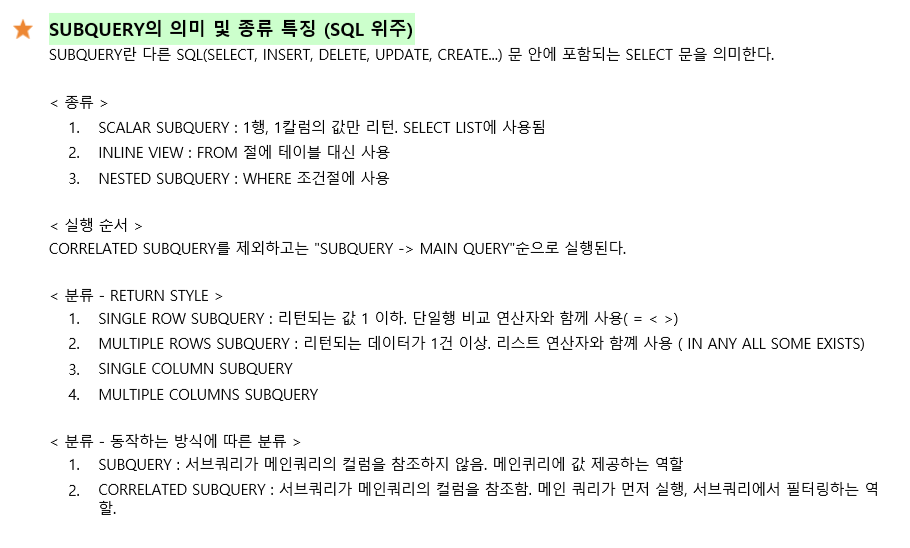 SUBQUERY의 의미 및 종류 특징 (SQL 위주)
SUBQUERY란 다른 SQL(SELECT, INSERT, DELETE, UPDATE, CREATE...) 문 안에 포함되는 SELECT 문을 의미한다.
< 종류 >
1. SCALAR SUBQUERY : 1행, 1칼럼의 값만 리턴. SELECT LIST에 사용됨
2. INLINE VIEW : FROM 절에 테이블 대신 사용
3. NESTED SUBQUERY : WHERE 조건절에 사용
< 실행 순서 >
CORRELATED SUBQUERY를 제외하고는 "SUBQUERY -> MAIN QUERY"순으로 실행된다.
< 분류 - RETURN STYLE >
1. SINGLE ROW SUBQUERY : 리턴되는 값 1 이하. 단일행 비교 연산자와 함께 사용( = < >)
2. MULTIPLE ROWS SUBQUERY : 리턴되는 데이터가 1건 이상. 리스트 연산자와 함꼐 사용 ( IN ANY ALL SOME EXISTS)
3. SINGLE COLUMN SUBQUERY
4. MULTIPLE COLUMNS SUBQUERY
< 분류 - 동작하는 방식에 따른 분류 >
1. SUBQUERY : 서브쿼리가 메인쿼리의 컬럼을 참조하지 않음. 메인퀴리에 값 제공하는 역할
2. CORRELATED SUBQUERY : 서브쿼리가 메인쿼리의 컬럼을 참조함. 메인 쿼리가 먼저 실행, 서브쿼리에서 필터링하는 역
할.